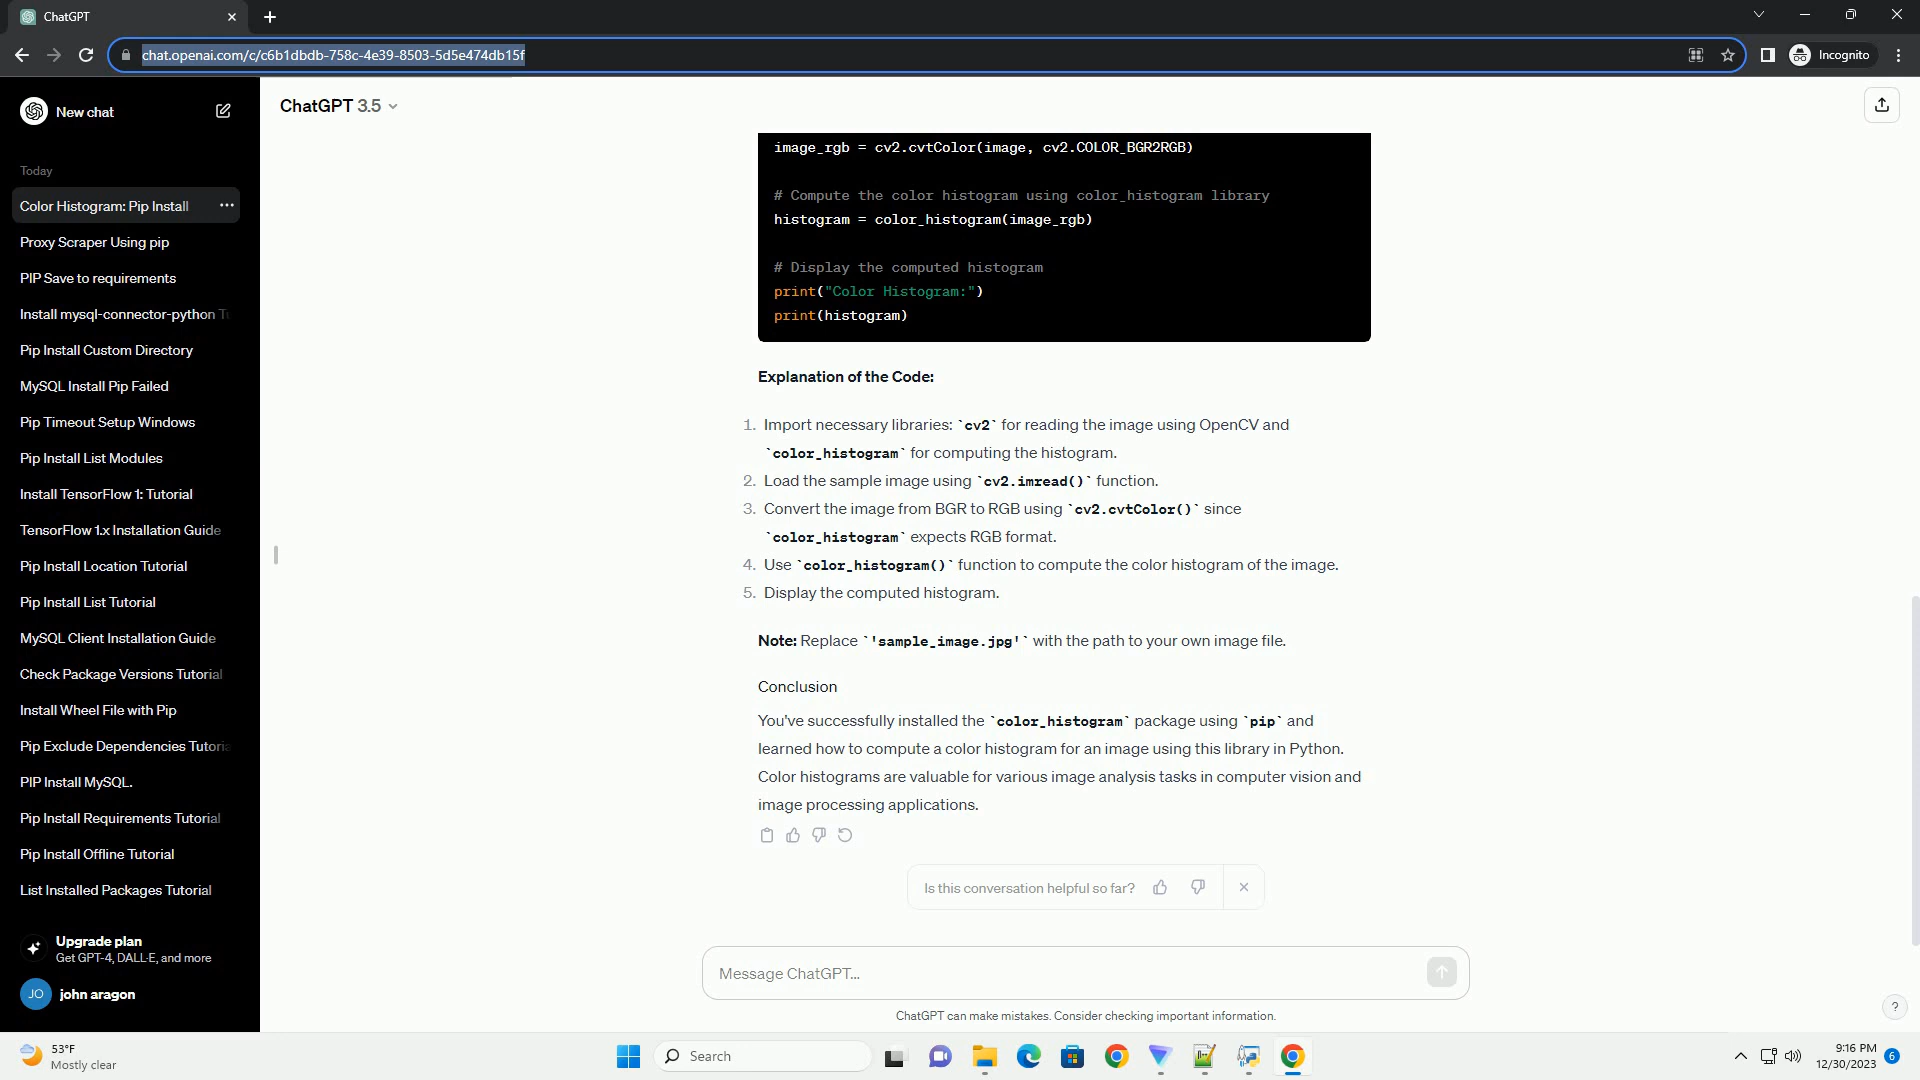 ChatGPT
chat.openai.com/c/c6b1dbdb-758c-4e39-8503-5d5e474db15f
Incognito
New chat
Today
Color Histogram: Pip Install
Proxy Scraper Using pip
PIP Save to requirements
Install mysql-connector-python Tu
Pip Install Custom Directory
MySQL Install Pip Failed
Pip Timeout Setup Windows
Pip Install List Modules
Install TensorFlow 1: Tutorial
TensorFlow 1.x Installation Guide
Pip Install Location Tutorial
Pip Install List Tutorial
MySQL Client Installation Guide
Check Package Versions Tutorial
Install Wheel File with Pip
Pip Exclude Dependencies Tutoria
PIP Install MySQL.
Pip Install Requirements Tutorial
Pip Install Offline Tutorial
List Installed Packages Tutorial
Upgrade plan
Get GPT-4, DALL·E, and more
JO john aragon
ChatGPT 3.5
image_rgb = cv2.cvtColor(image, cv2.COLOR_BGR2RGB)
# Compute the color histogram using color_histogram library
histogram = color_histogram(image_rgb)
# Display the computed histogram
print("Color Histogram:")
print(histogram)
Explanation of the Code:
1. Import necessary libraries: `cv2` for reading the image using OpenCV and
`color_histogram` for computing the histogram.
2. Load the sample image using `cv2.imread()` function.
3. Convert the image from BGR to RGB using `cv2.cvtColor()` since
`color_histogram` expects RGB format.
4. Use `color_histogram()` function to compute the color histogram of the image.
5. Display the computed histogram.
Note: Replace `'sample_image.jpg'` with the path to your own image file.
Conclusion
You've successfully installed the `color_histogram` package using `pip` and
learned how to compute a color histogram for an image using this library in Python.
Color histograms are valuable for various image analysis tasks in computer vision and
image processing applications.
Is this conversation helpful so far?
Message ChatGPT...
ChatGPT can make mistakes. Consider checking important information.
?
53°F
Mostly clear
Search
9:16 PM
12/30/2023
6